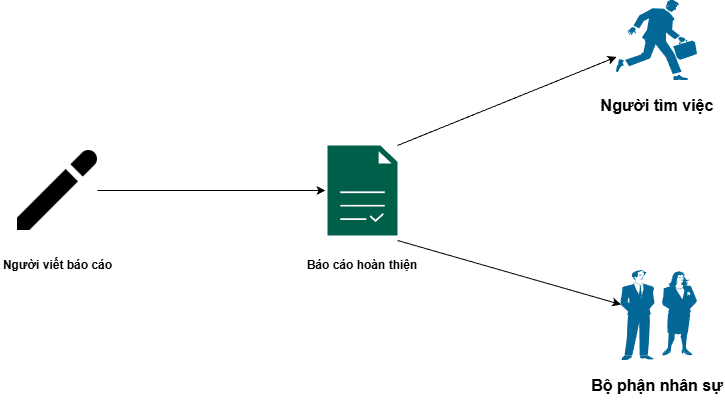 Người tìm việc
Người viết báo cáo
Báo cáo hoàn thiện
Bộ phận nhân sự